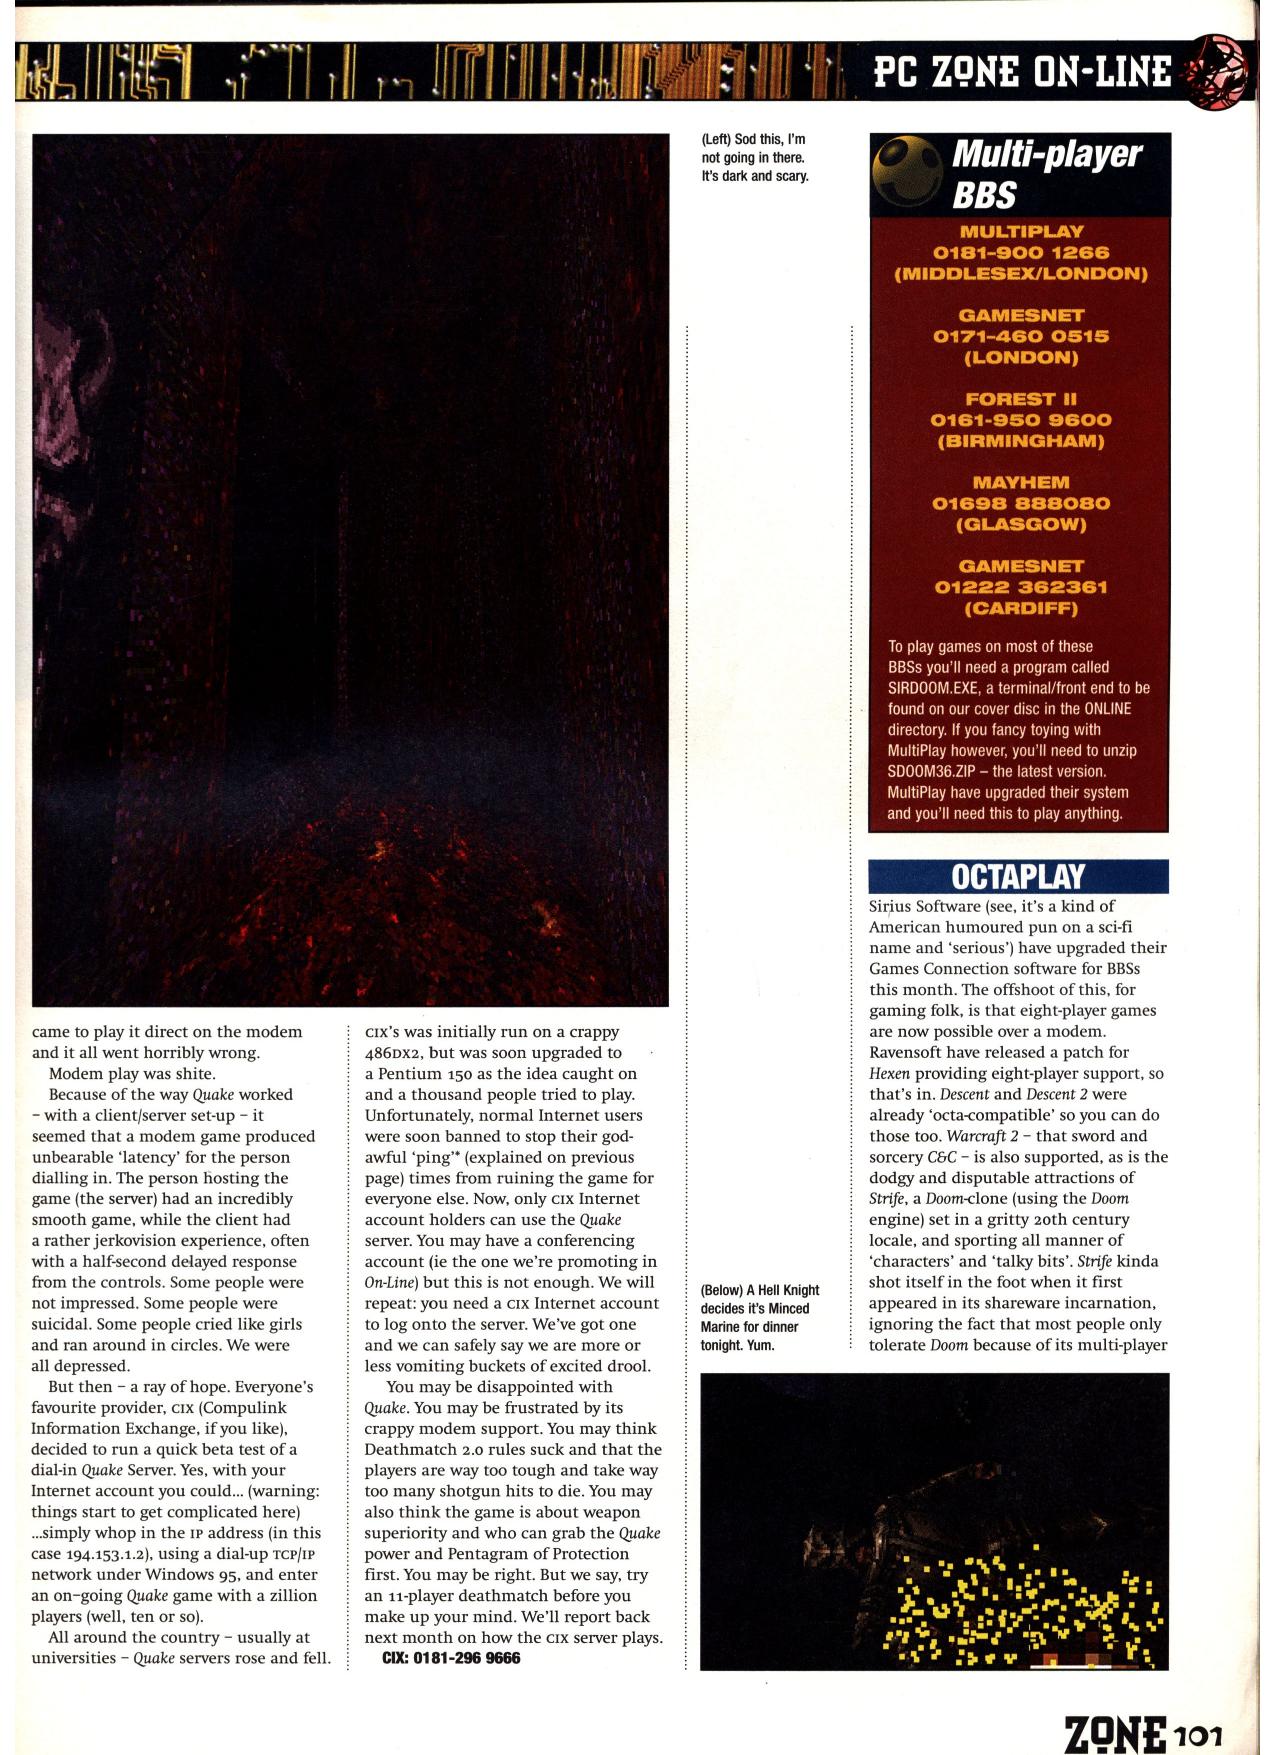 PC ZONE ON-LINE
(Left) Sod this, I'm
not going in there.
It's dark and scary.
Multi-player
BBS
MULTIPLAY
0181-900 1266
(MIDDLESEX/LONDON)
GAMESNET
0171-460 0515
(LONDON)
FOREST II
0161-950 9600
(BIRMINGHAM)
MAYHEM
01698 888080
(GLASGOW)
GAMESNET
01222 362361
(CARDIFF)
To play games on most of these
BBSs you'll need a program called
SIRDOOM.EXE, a terminal/front end to be
found on our cover disc in the ONLINE
directory. If you fancy toying with
MultiPlay however, you'll need to unzip
SDOOM36.ZIP – the latest version.
MultiPlay have upgraded their system
and you'll need this to play anything.
came to play it direct on the modem
and it all went horribly wrong.
Modem play was shite.
Because of the way Quake worked
– with a client/server set-up – it
seemed that a modem game produced
unbearable 'latency' for the person
dialling in. The person hosting the
game (the server) had an incredibly
smooth game, while the client had
a rather jerkovision experience, often
with a half-second delayed response
from the controls. Some people were
not impressed. Some people were
suicidal. Some people cried like girls
and ran around in circles. We were
all depressed.
But then – a ray of hope. Everyone's
favourite provider, CIX (Compulink
Information Exchange, if you like),
decided to run a quick beta test of a
dial-in Quake Server. Yes, with your
Internet account you could... (warning:
things start to get complicated here)
...simply whop in the IP address (in this
case 194.153.1.2), using a dial-up TCP/IP
network under Windows 95, and enter
an on-going Quake game with a zillion
players (well, ten or so).
All around the country – usually at
universities – Quake servers rose and fell.
CIX's was initially run on a crappy
486DX2, but was soon upgraded to
a Pentium 150 as the idea caught on
and a thousand people tried to play.
Unfortunately, normal Internet users
were soon banned to stop their god-
awful 'ping'* (explained on previous
page) times from ruining the game for
everyone else. Now, only CIX Internet
account holders can use the Quake
server. You may have a conferencing
account (ie the one we're promoting in
On-Line) but this is not enough. We will
repeat: you need a CIX Internet account
to log onto the server. We've got one
and we can safely say we are more or
less vomiting buckets of excited drool.
You may be disappointed with
Quake. You may be frustrated by its
crappy modem support. You may think
Deathmatch 2.0 rules suck and that the
players are way too tough and take way
too many shotgun hits to die. You may
also think the game is about weapon
superiority and who can grab the Quake
power and Pentagram of Protection
first. You may be right. But we say, try
an 11-player deathmatch before you
make up your mind. We'll report back
next month on how the CIX server plays.
CIX: 0181-296 9666
OCTAPLAY
Sirius Software (see, it's a kind of
American humoured pun on a sci-fi
name and 'serious') have upgraded their
Games Connection software for BBSs
this month. The offshoot of this, for
gaming folk, is that eight-player games
are now possible over a modem.
Ravensoft have released a patch for
Hexen providing eight-player support, so
that's in. Descent and Descent 2 were
already 'octa-compatible' so you can do
those too. Warcraft 2 – that sword and
sorcery C&C – is also supported, as is the
dodgy and disputable attractions of
Strife, a Doom-clone (using the Doom
engine) set in a gritty 20th century
locale, and sporting all manner of
'characters' and 'talky bits'. Strife kinda
shot itself in the foot when it first
appeared in its shareware incarnation,
ignoring the fact that most people only
tolerate Doom because of its multi-player
(Below) A Hell Knight
decides it's Minced
Marine for dinner
tonight. Yum.
ZONE 101